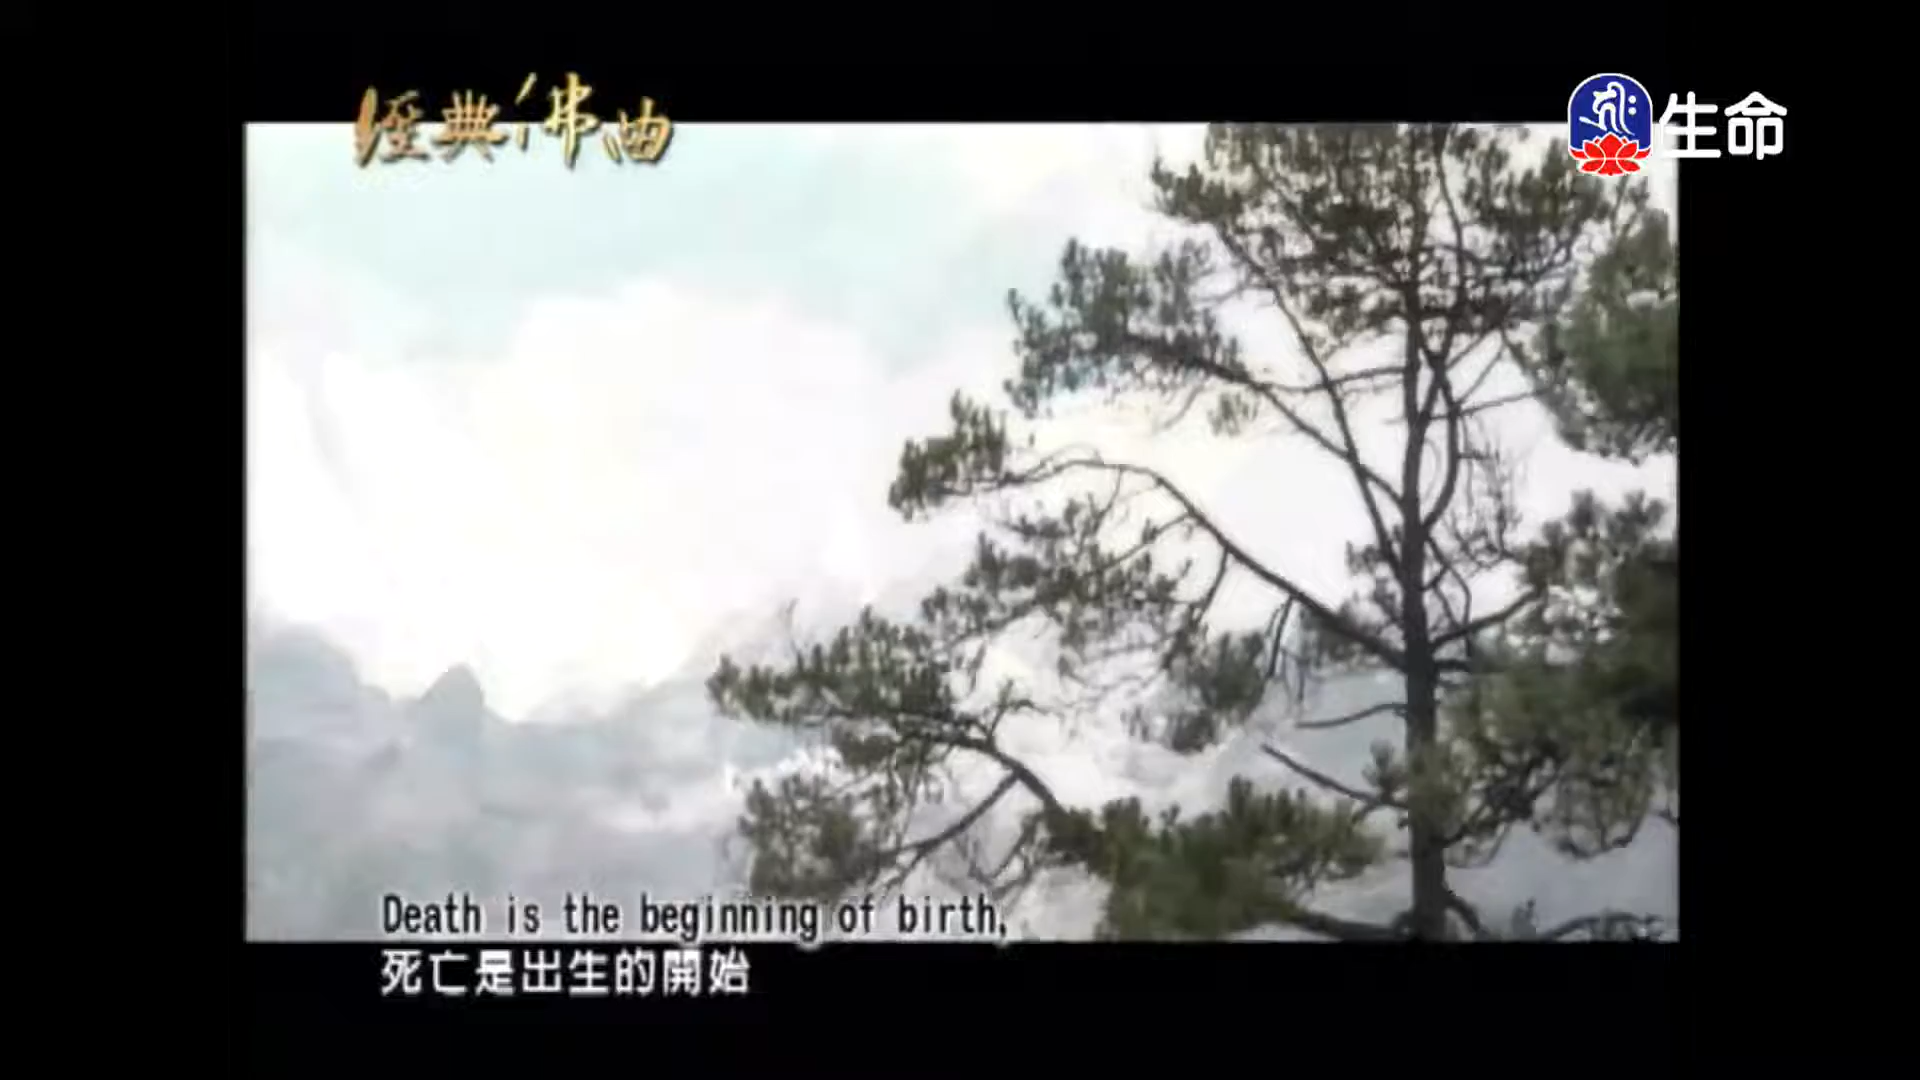 經典佛曲
生命
Death is the beginning of birth,
死亡是出生的開始